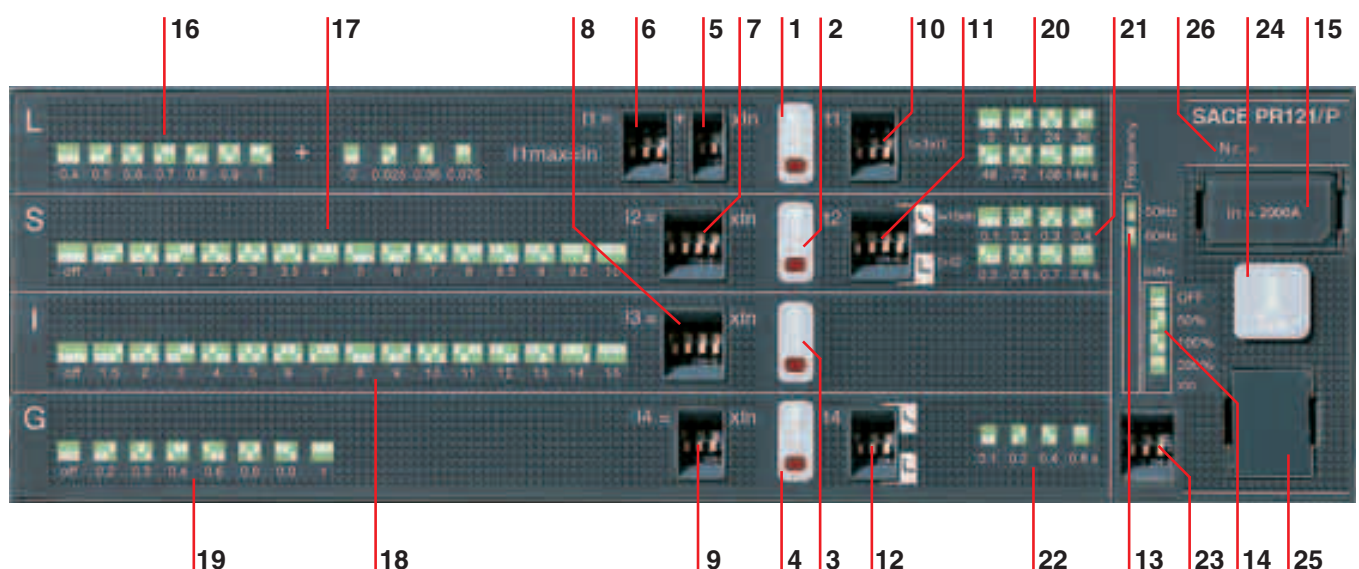 16 17 8 6 5 7 1 2 10 11 20 21 26 24 15
L
I1 = + xIn t1
I1max=In
0.4 0.5 0.6 0.7 0.8 0.9 1 + 0 0.025 0.05 0.075
t=3xI1
3 12 24 36
48 72 108 144 s
SACE PR121/P
Frequency
In = 2000A
50Hz
60Hz
S
I2 = xIn t2
off 1 1.5 2 2.5 3 3.5 4 5 6 7 8 8.5 9 9.5 10
0.1 0.2 0.3 0.4
0.5 0.6 0.7 0.8 s
InN=
OFF
50%
100%
200%
xIn
I
I3 = xIn
off 1.5 2 3 4 5 6 7 8 9 10 11 12 13 14 15
G
I4 = xIn t4
off 0.2 0.3 0.4 0.6 0.8 0.9 1
0.1 0.2 0.4 0.8 s
19 18 9 4 3 12 22 13 23 14 25